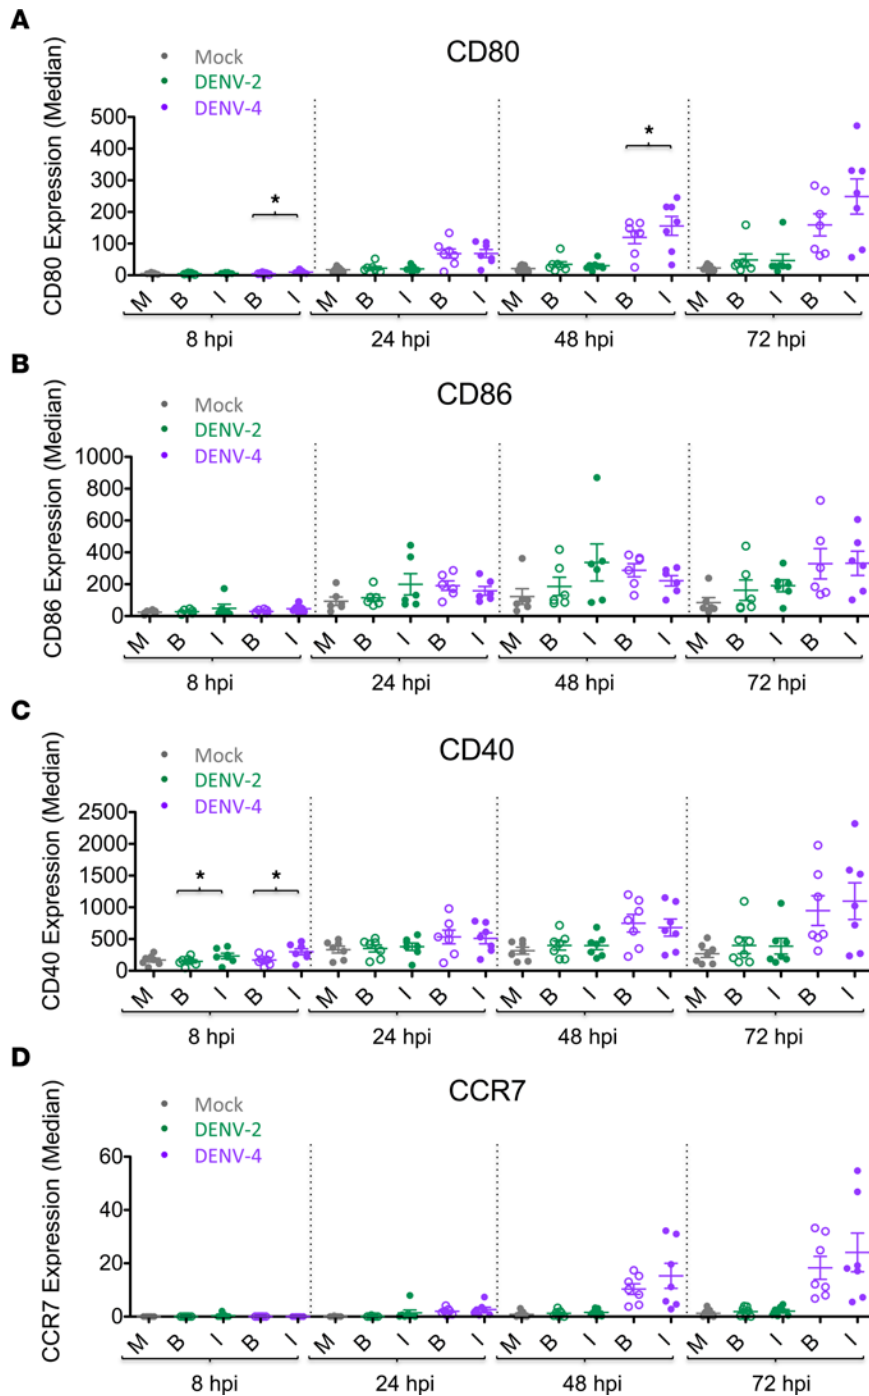 A
CD80
Mock
DENV-2
DENV-4
CD80 Expression (Median)
500
400
300
200
100
0
*
*
M B I B I M B I B I M B I B I M B I B I
8 hpi 24 hpi 48 hpi 72 hpi
B
CD86
Mock
DENV-2
DENV-4
CD86 Expression (Median)
1000
800
600
400
200
0
M B I B I M B I B I M B I B I M B I B I
8 hpi 24 hpi 48 hpi 72 hpi
C
CD40
Mock
DENV-2
DENV-4
CD40 Expression (Median)
2500
2000
1500
1000
500
0
* *
M B I B I M B I B I M B I B I M B I B I
8 hpi 24 hpi 48 hpi 72 hpi
D
CCR7
Mock
DENV-2
DENV-4
CCR7 Expression (Median)
60
40
20
0
M B I B I M B I B I M B I B I M B I B I
8 hpi 24 hpi 48 hpi 72 hpi